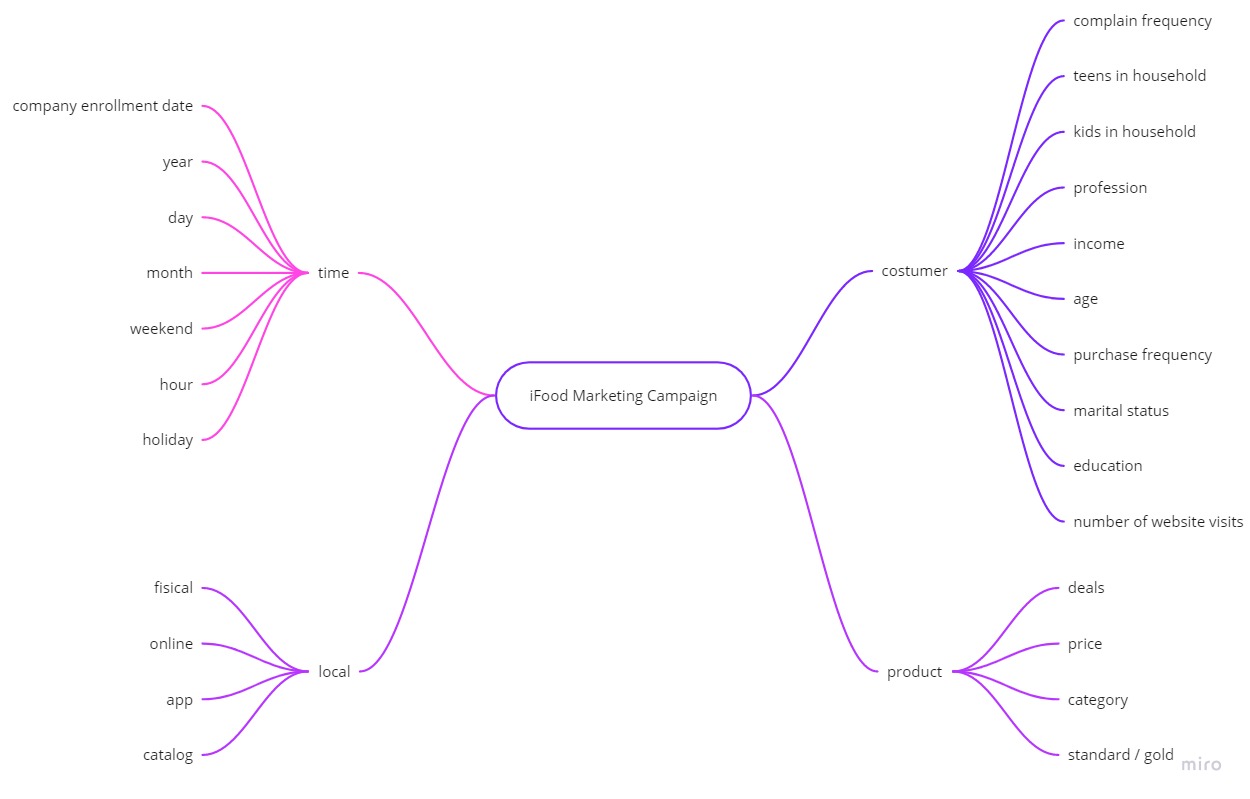 iFood Marketing Campaign
time
company enrollment date
year
day
month
weekend
hour
holiday
local
fisical
online
app
catalog
costumer
complain frequency
teens in household
kids in household
profession
income
age
purchase frequency
marital status
education
number of website visits
product
deals
price
category
standard / gold
miro